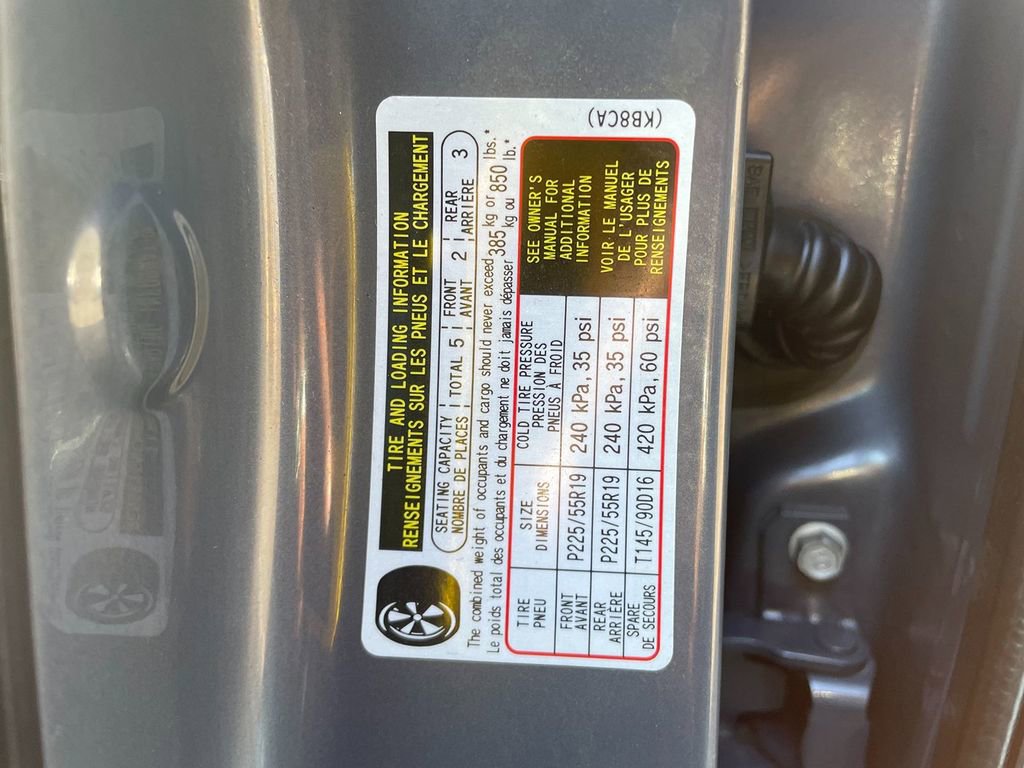 TIRE AND LOADING INFORMATION
RENSEIGNEMENTS SUR LES PNEUS ET LE CHARGEMENT
SEATING CAPACITY TOTAL 5 FRONT 2 REAR 3
NOMBRE DE PLACES AVANT ARRIÈRE
The combined weight of occupants and cargo should never exceed 385 kg or 850 lbs.*
Le poids total des occupants et du chargement ne doit jamais dépasser kg ou lb.*
TIRE SIZE COLD TIRE PRESSURE
PNEU DIMENSIONS PRESSION DES
PNEUS À FROID
FRONT
AVANT P225/55R19 240 kPa, 35 psi
REAR
ARRIÈRE P225/55R19 240 kPa, 35 psi
SPARE
DE SECOURS T145/90D16 420 kPa, 60 psi
SEE OWNER'S
MANUAL FOR
ADDITIONAL
INFORMATION
VOIR LE MANUEL
DE L'USAGER
POUR PLUS DE
RENSEIGNEMENTS
(KB8CA)